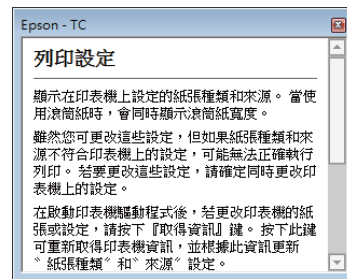 Epson - TC
列印設定
顯示在印表機上設定的紙張種類和來源。 當使
用滾筒紙時，會同時顯示滾筒紙寬度。
雖然您可更改這些設定，但如果紙張種類和來
源不符合印表機上的設定，可能無法正確執行
列印。 若要更改這些設定，請確定同時更改印
表機上的設定。
在啟動印表機驅動程式後，若更改印表機的紙
張或設定，請按下『取得資訊』鍵。 按下此鍵
可重新取得印表機資訊，並根據此資訊更新
〝紙張種類〞和〝來源〞設定。